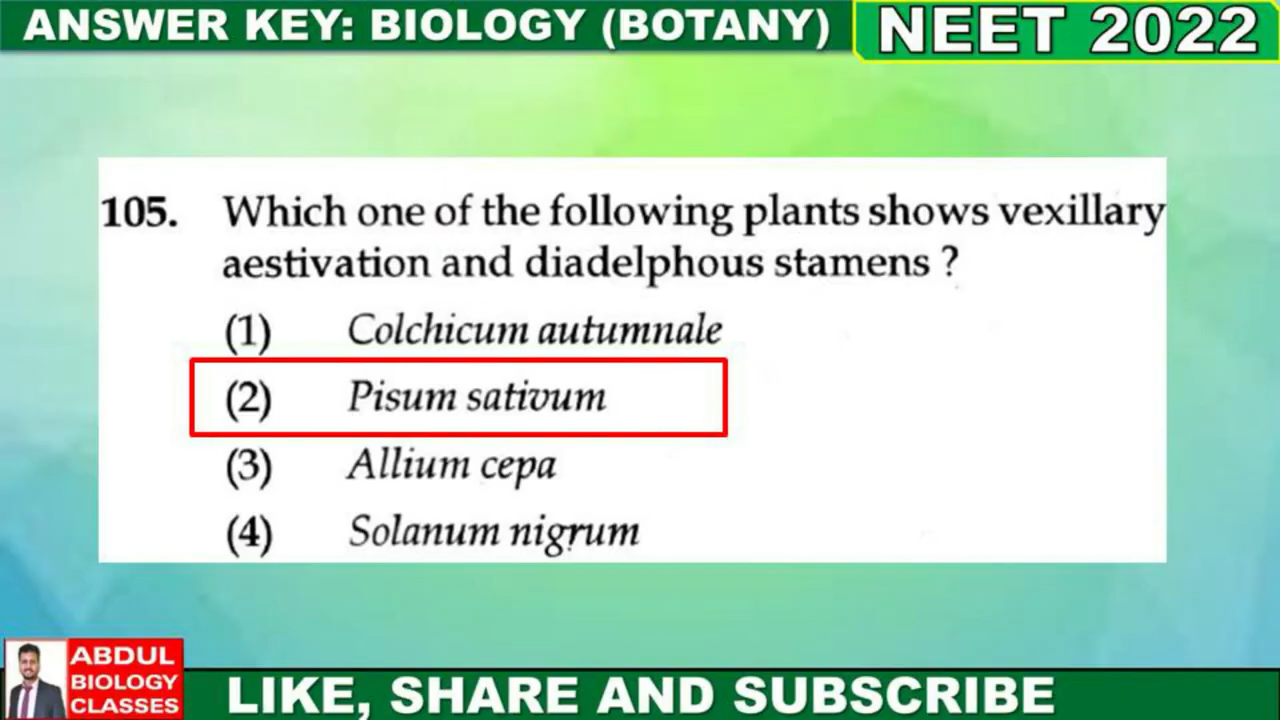 ANSWER KEY: BIOLOGY (BOTANY)
NEET 2022
105. Which one of the following plants shows vexillary
aestivation and diadelphous stamens ?
(1) Colchicum autumnale
(2) Pisum sativum
(3) Allium cepa
(4) Solanum nigrum
ABDUL
BIOLOGY
CLASSES
LIKE, SHARE AND SUBSCRIBE